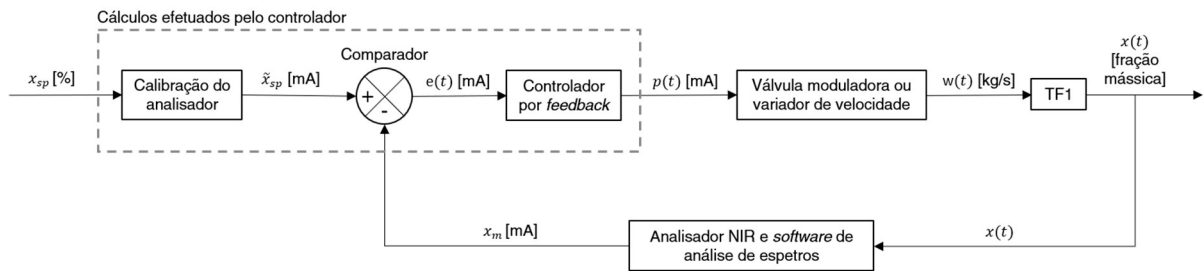 Cálculos efetuados pelo controlador
x_sp [%]
Calibração do
analisador
x̃_sp [mA]
Comparador
+
-
e(t) [mA]
Controlador
por feedback
p(t) [mA]
Válvula moduladora ou
variador de velocidade
w(t) [kg/s]
TF1
x(t)
[fração
mássica]
x_m [mA]
Analisador NIR e software de
análise de espetros
x(t)